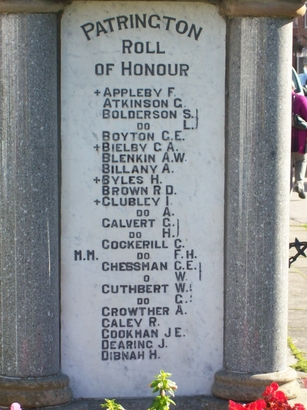 PATRINGTON
ROLL
OF HONOUR
+APPLEBY F.
ATKINSON G.
BOLDERSON S.
DO L.
BOYTON C.E.
+BIELBY C A.
BLENKIN A.W.
BILLANY A.
+BYLES H.
BROWN R D.
+CLUBLEY I.
DO A.
CALVERT G.
DO H.
COCKERILL G.
M.M. DO F.H.
CHESSMAN G.E.
O W.
CUTHBERT W.
DO G.
CROWTHER A.
CALEY R.
COOKMAN J.E.
DEARING J.
DIBNAH H.